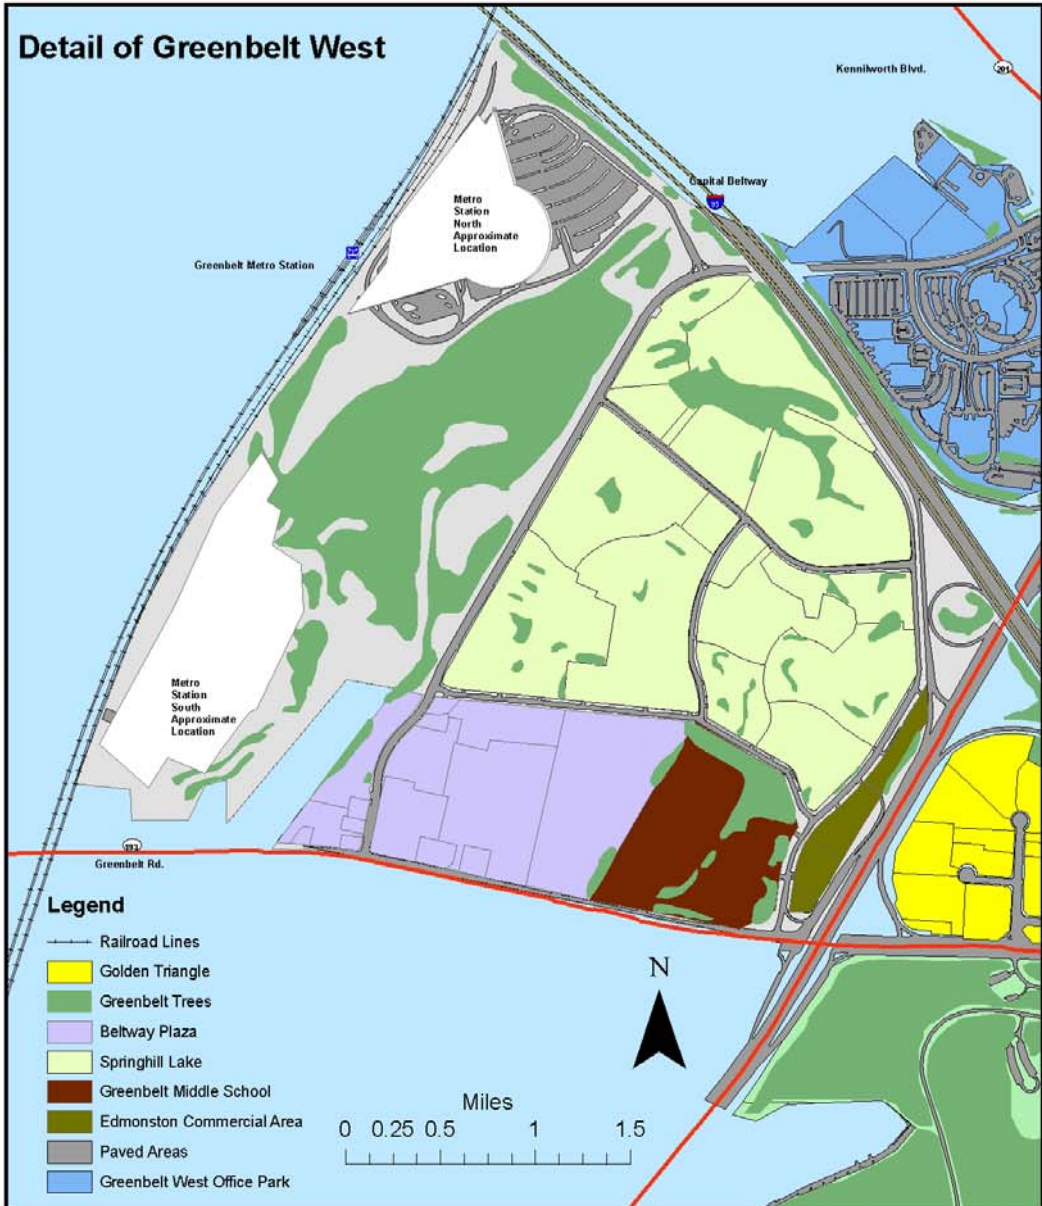 Detail of Greenbelt West
Kennilworth Blvd.
201
Capital Beltway
95
Metro
Station
North
Approximate
Location
Greenbelt Metro Station
Metro
Station
South
Approximate
Location
193
Greenbelt Rd.
Legend
Railroad Lines
Golden Triangle
Greenbelt Trees
Beltway Plaza
Springhill Lake
Greenbelt Middle School
Edmonston Commercial Area
Paved Areas
Greenbelt West Office Park
N
Miles
0 0.25 0.5 1 1.5